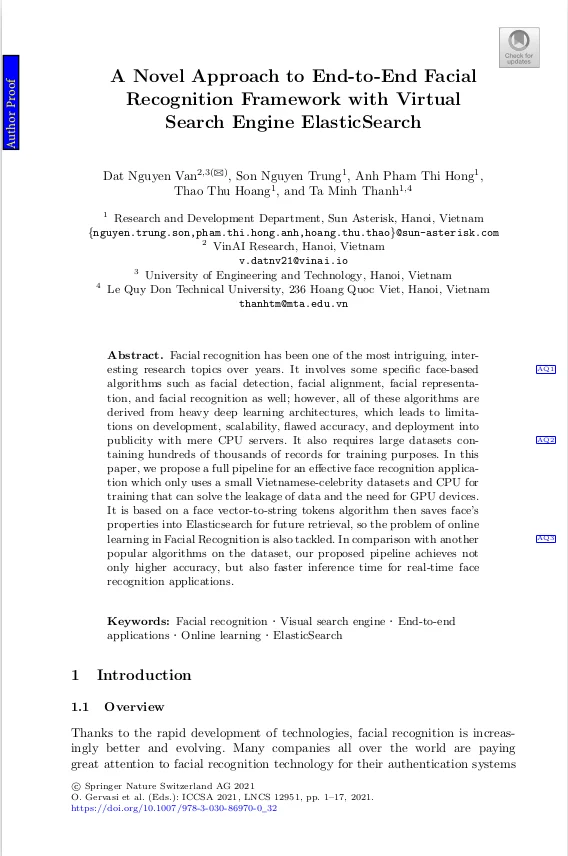 Check for
updates
Author Proof
A Novel Approach to End-to-End Facial
Recognition Framework with Virtual
Search Engine ElasticSearch
Dat Nguyen Van2,3(✉), Son Nguyen Trung1, Anh Pham Thi Hong1,
Thao Thu Hoang1, and Ta Minh Thanh1,4
1 Research and Development Department, Sun Asterisk, Hanoi, Vietnam
{nguyen.trung.son,pham.thi.hong.anh,hoang.thu.thao}@sun-asterisk.com
2 VinAI Research, Hanoi, Vietnam
v.datnv21@vinai.io
3 University of Engineering and Technology, Hanoi, Vietnam
4 Le Quy Don Technical University, 236 Hoang Quoc Viet, Hanoi, Vietnam
thanhtm@mta.edu.vn
Abstract. Facial recognition has been one of the most intriguing, inter-
esting research topics over years. It involves some specific face-based
AQ1
algorithms such as facial detection, facial alignment, facial representa-
tion, and facial recognition as well; however, all of these algorithms are
derived from heavy deep learning architectures, which leads to limita-
tions on development, scalability, flawed accuracy, and deployment into
publicity with mere CPU servers. It also requires large datasets con-
AQ2
taining hundreds of thousands of records for training purposes. In this
paper, we propose a full pipeline for an effective face recognition applica-
tion which only uses a small Vietnamese-celebrity datasets and CPU for
training that can solve the leakage of data and the need for GPU devices.
It is based on a face vector-to-string tokens algorithm then saves face's
properties into Elasticsearch for future retrieval, so the problem of online
learning in Facial Recognition is also tackled. In comparison with another
AQ3
popular algorithms on the dataset, our proposed pipeline achieves not
only higher accuracy, but also faster inference time for real-time face
recognition applications.
Keywords: Facial recognition · Visual search engine · End-to-end
applications · Online learning · ElasticSearch
1 Introduction
1.1 Overview
Thanks to the rapid development of technologies, facial recognition is increas-
ingly better and evolving. Many companies all over the world are paying
great attention to facial recognition technology for their authentication systems
© Springer Nature Switzerland AG 2021
O. Gervasi et al. (Eds.): ICCSA 2021, LNCS 12951, pp. 1–17, 2021.
https://doi.org/10.1007/978-3-030-86970-0_32